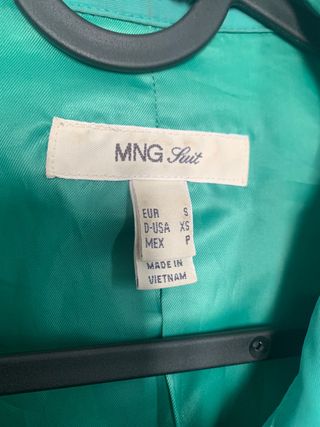 MNG Suit
EUR S
D-USA XS
MEX P
MADE IN
VIETNAM